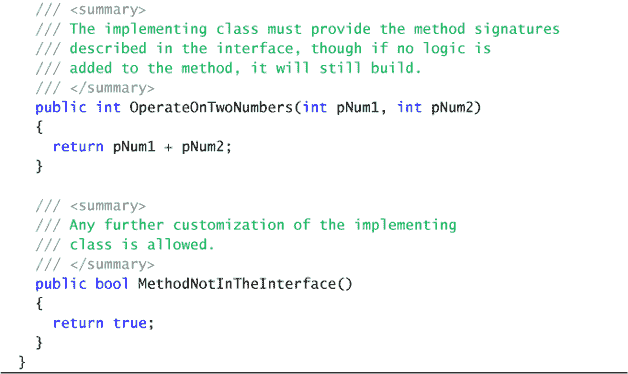 /// <summary>
/// The implementing class must provide the method signatures
/// described in the interface, though if no logic is
/// added to the method, it will still build.
/// </summary>
public int OperateOnTwoNumbers(int pNum1, int pNum2)
{
return pNum1 + pNum2;
}
/// <summary>
/// Any further customization of the implementing
/// class is allowed.
/// </summary>
public bool MethodNotInTheInterface()
{
return true;
}
}